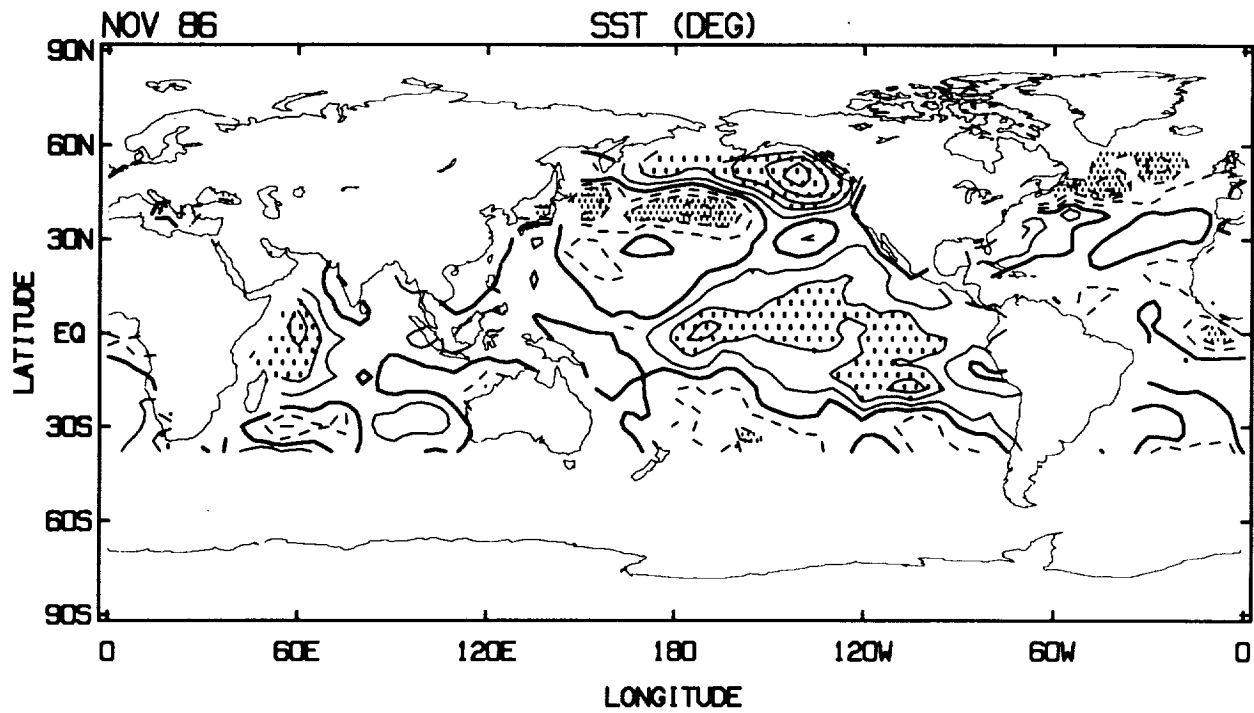 NOV 86 SST (DEG)
90N
60N
30N
EQ
30S
60S
90S
LATITUDE
0 60E 120E 180 120W 60W 0
LONGITUDE